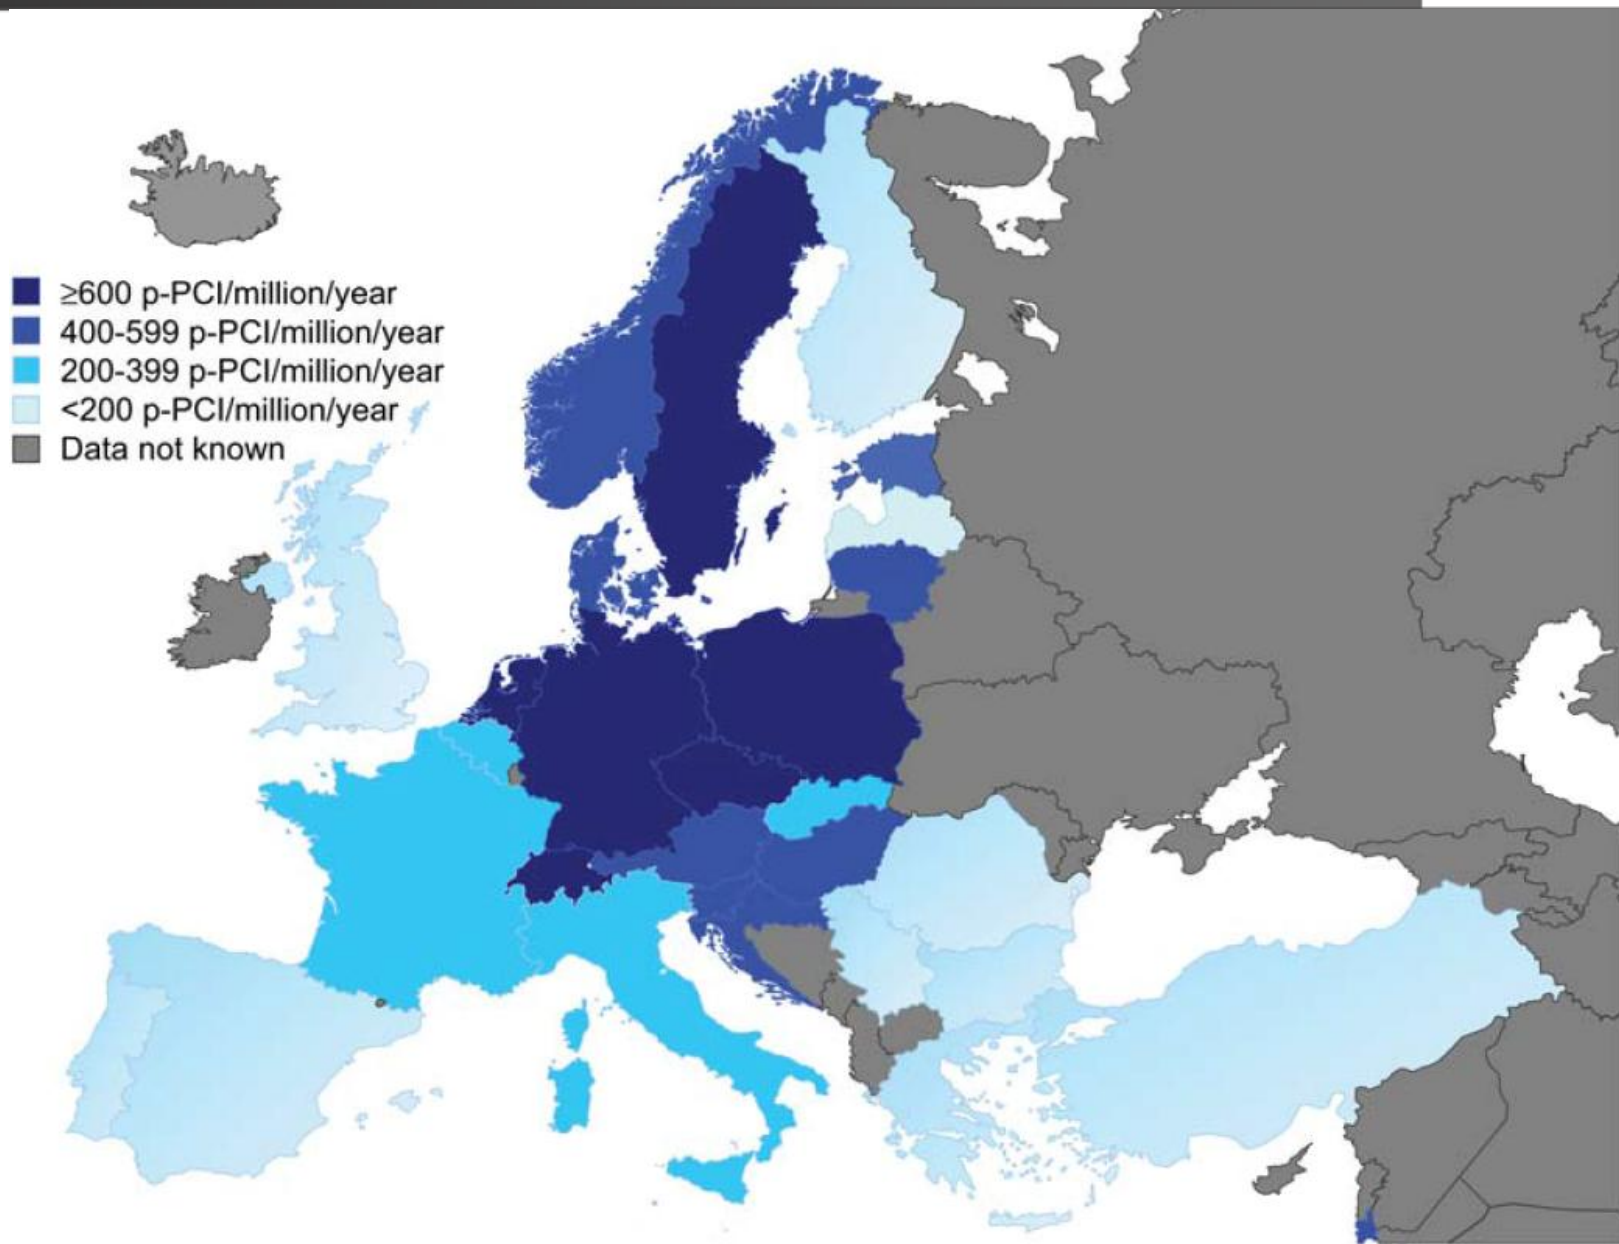 ≥600 p-PCI/million/year
400-599 p-PCI/million/year
200-399 p-PCI/million/year
<200 p-PCI/million/year
Data not known